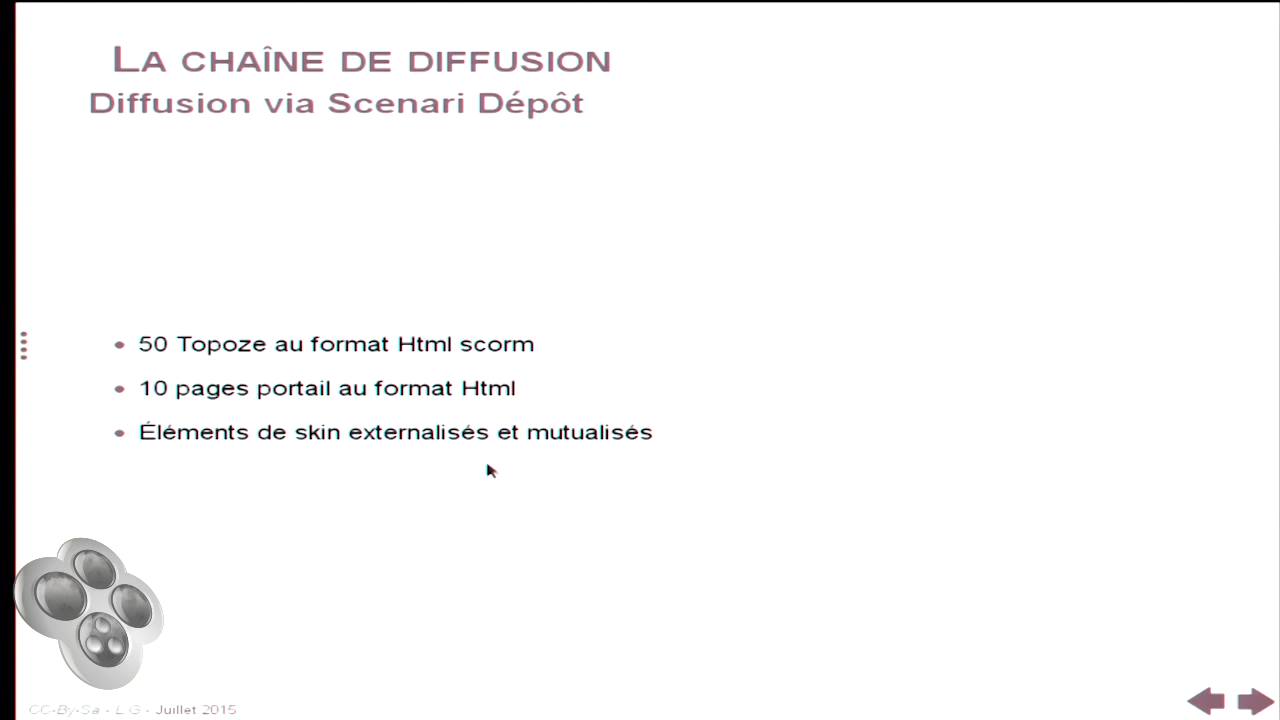 LA CHAÎNE DE DIFFUSION
Diffusion via Scenari Dépôt
50 Topoze au format Html scorm
10 pages portail au format Html
Éléments de skin externalisés et mutualisés
CC-By-Sa - L G - Juillet 2015